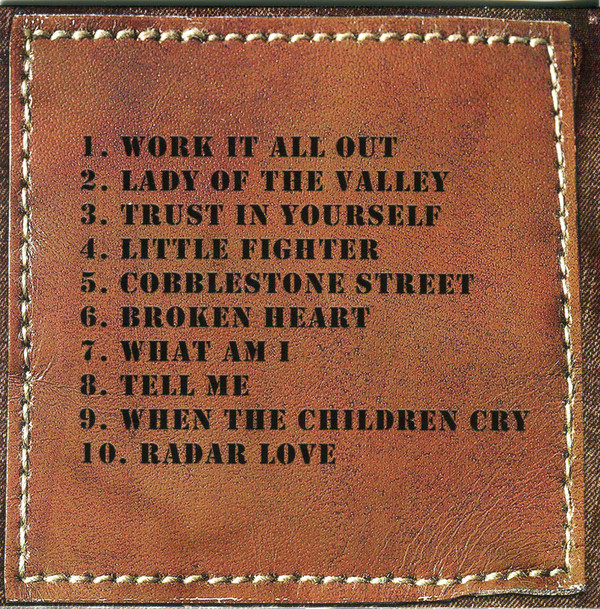 1. WORK IT ALL OUT
2. LADY OF THE VALLEY
3. TRUST IN YOURSELF
4. LITTLE FIGHTER
5. COBBLESTONE STREET
6. BROKEN HEART
7. WHAT AM I
8. TELL ME
9. WHEN THE CHILDREN CRY
10. RADAR LOVE